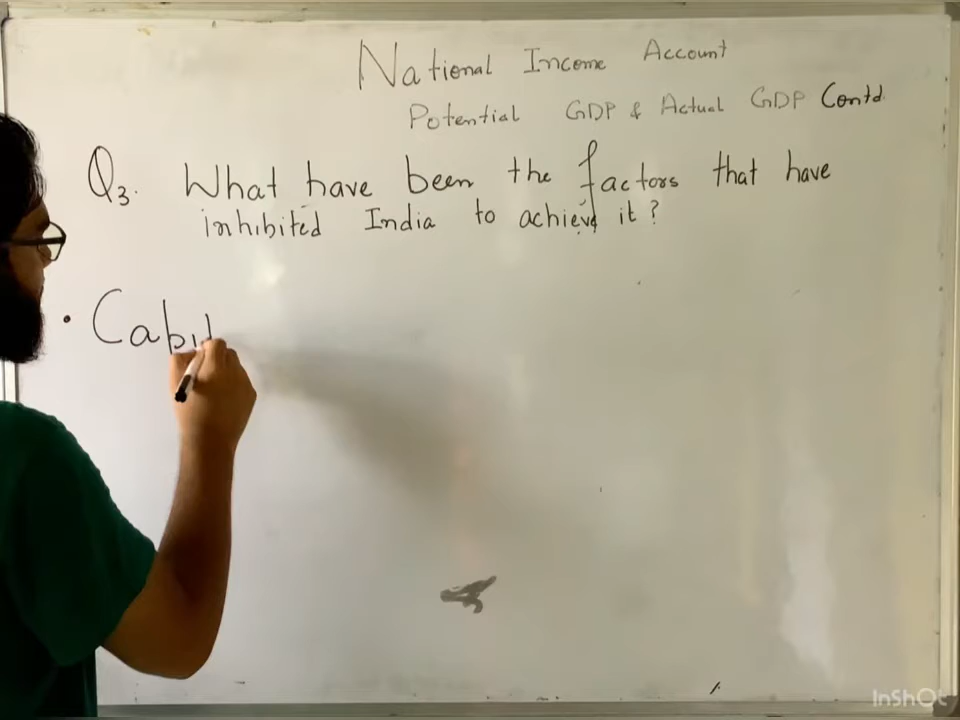 National Income Account
Potential GDP & Actual GDP Contd.
Q3. What have been the factors that have
inhibited India to achieve it?
InShOt